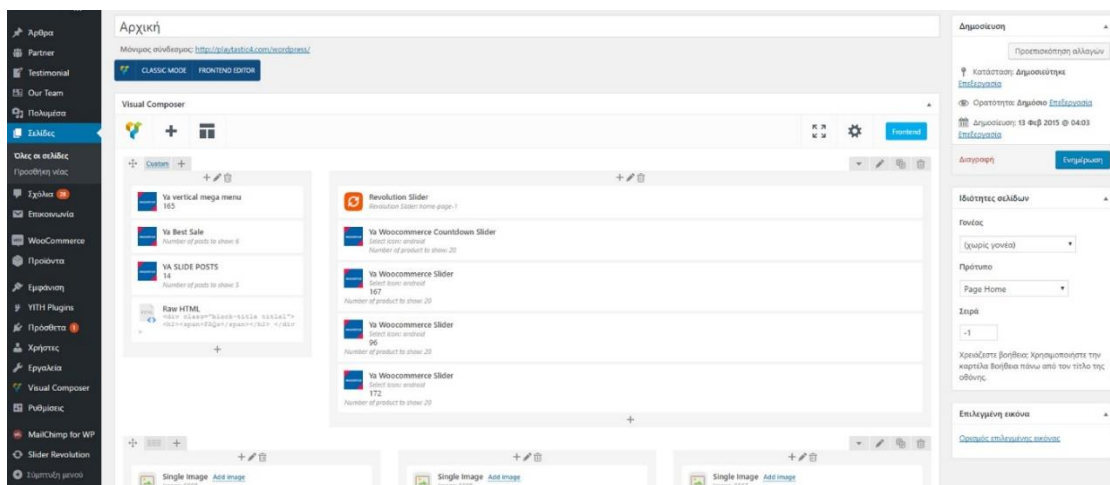 Άρθρα
Partner
Testimonial
Our Team
Πολυμέσα
Σελίδες
Όλες οι σελίδες
Προσθήκη νέας
Σχόλια
Επικοινωνία
WooCommerce
Προϊόντα
Εμφάνιση
YITH Plugins
Πρόσθετα 1
Χρήστες
Εργαλεία
Visual Composer
Ρυθμίσεις
MailChimp for WP
Slider Revolution
Σύμπτυξη μενού
Αρχική
Μόνιμος σύνδεσμος: http://playtastic4.com/wordpress/
CLASSIC MODE FRONTEND EDITOR
Visual Composer
Frontend
Custom
Ya vertical mega menu
165
Ya Best Sale
Number of posts to show: 6
YA SLIDE POSTS
14
Number of posts to show: 5
Raw HTML
<div class="block-title title1">
</div
Revolution Slider
Revolution Slider: home-page-1
Ya Woocommerce Countdown Slider
Select Icon: android
Number of product to show: 20
Ya Woocommerce Slider
Select Icon: android
167
Number of product to show: 20
Ya Woocommerce Slider
Select Icon: android
96
Number of product to show: 20
Ya Woocommerce Slider
Select Icon: android
172
Number of product to show: 20
Single Image Add image
Single Image Add image
Single Image Add image
Δημοσίευση
Προεπισκόπηση αλλαγών
Κατάσταση: Δημοσιεύτηκε
Επεξεργασία
Ορατότητα: Δημόσιο Επεξεργασία
Δημοσίευση: 13 Φεβ 2015 @ 04:03
Επεξεργασία
Διαγραφή
Ενημέρωση
Ιδιότητες σελίδων
Γονέας
(χωρίς γονέα)
Πρότυπο
Page Home
Σειρά
-1
Χρειάζεστε βοήθεια; Χρησιμοποιήστε την
καρτέλα Βοήθεια πάνω από τον τίτλο της
οθόνης.
Επιλεγμένη εικόνα
Ορισμός επιλεγμένης εικόνας